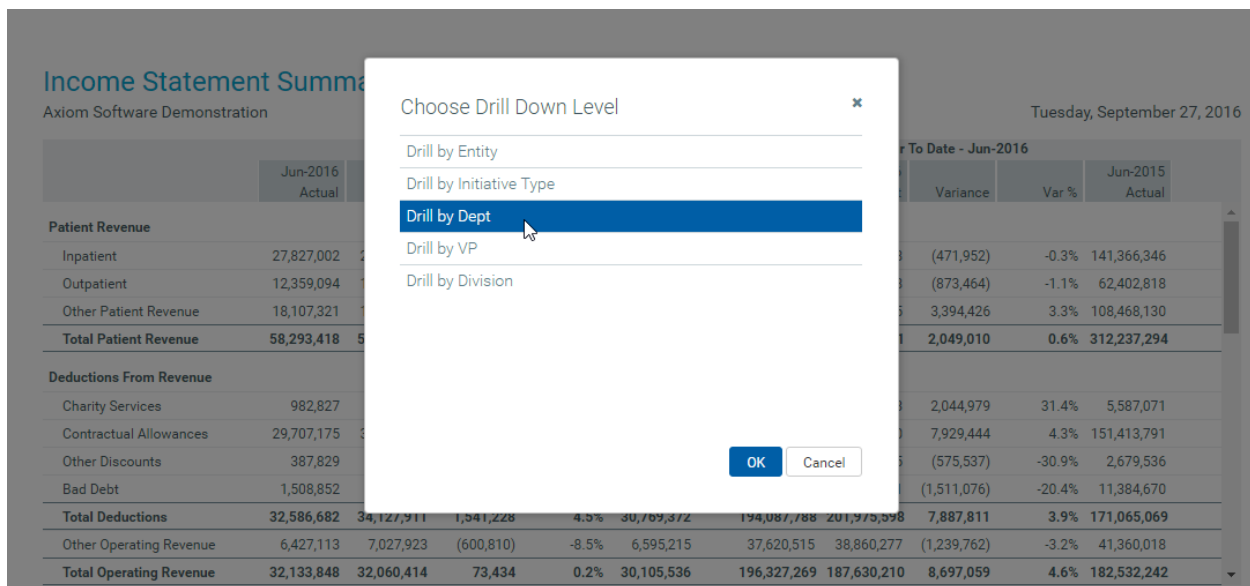 Income Statement Summa
Axiom Software Demonstration
Tuesday, September 27, 2016
Choose Drill Down Level ×
Drill by Entity
Drill by Initiative Type
Drill by Dept
Drill by VP
Drill by Division
OK Cancel
To Date - Jun-2016
Jun-2016 Jun-2015
Actual Variance Var % Actual
Patient Revenue
Inpatient 27,827,002 (471,952) -0.3% 141,366,346
Outpatient 12,359,094 (873,464) -1.1% 62,402,818
Other Patient Revenue 18,107,321 3,394,426 3.3% 108,468,130
Total Patient Revenue 58,293,418 2,049,010 0.6% 312,237,294
Deductions From Revenue
Charity Services 982,827 2,044,979 31.4% 5,587,071
Contractual Allowances 29,707,175 7,929,444 4.3% 151,413,791
Other Discounts 387,829 (575,537) -30.9% 2,679,536
Bad Debt 1,508,852 (1,511,076) -20.4% 11,384,670
Total Deductions 32,586,682 34,127,911 1,541,228 4.5% 30,769,372 194,087,788 201,975,598 7,887,811 3.9% 171,065,069
Other Operating Revenue 6,427,113 7,027,923 (600,810) -8.5% 6,595,215 37,620,515 38,860,277 (1,239,762) -3.2% 41,360,018
Total Operating Revenue 32,133,848 32,060,414 73,434 0.2% 30,105,536 196,327,269 187,630,210 8,697,059 4.6% 182,532,242